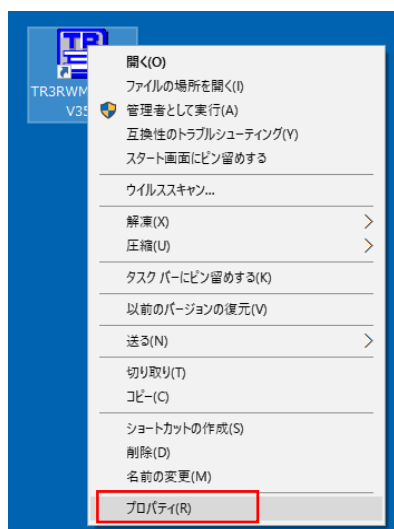 TR
TR3RWM
V35
開く(O)
ファイルの場所を開く(I)
管理者として実行(A)
互換性のトラブルシューティング(Y)
スタート画面にピン留めする
ウイルススキャン...
解凍(X)
圧縮(U)
タスク バーにピン留めする(K)
以前のバージョンの復元(V)
送る(N)
切り取り(T)
コピー(C)
ショートカットの作成(S)
削除(D)
名前の変更(M)
プロパティ(R)